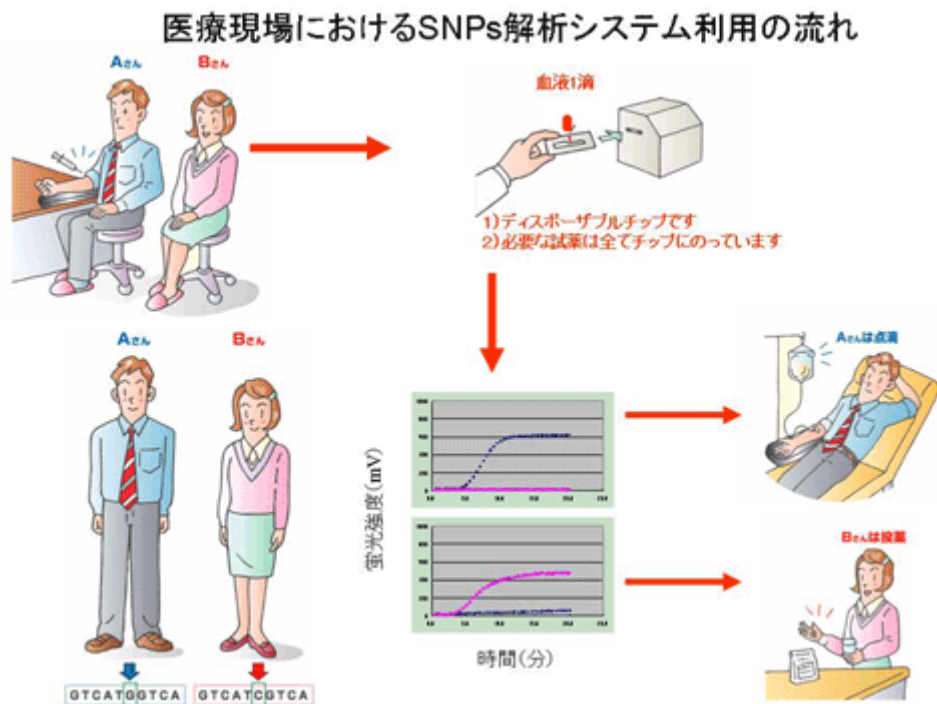 医療現場におけるSNPs解析システム利用の流れ
Aさん
Bさん
血液1滴
1)ディスポーザブルチップです
2)必要な試薬は全てチップにのっています
Aさん
Bさん
Aさんは点滴
蛍光強度(mV)
Bさんは投薬
時間(分)
GTCATGGTCA
GTCATCGTCA